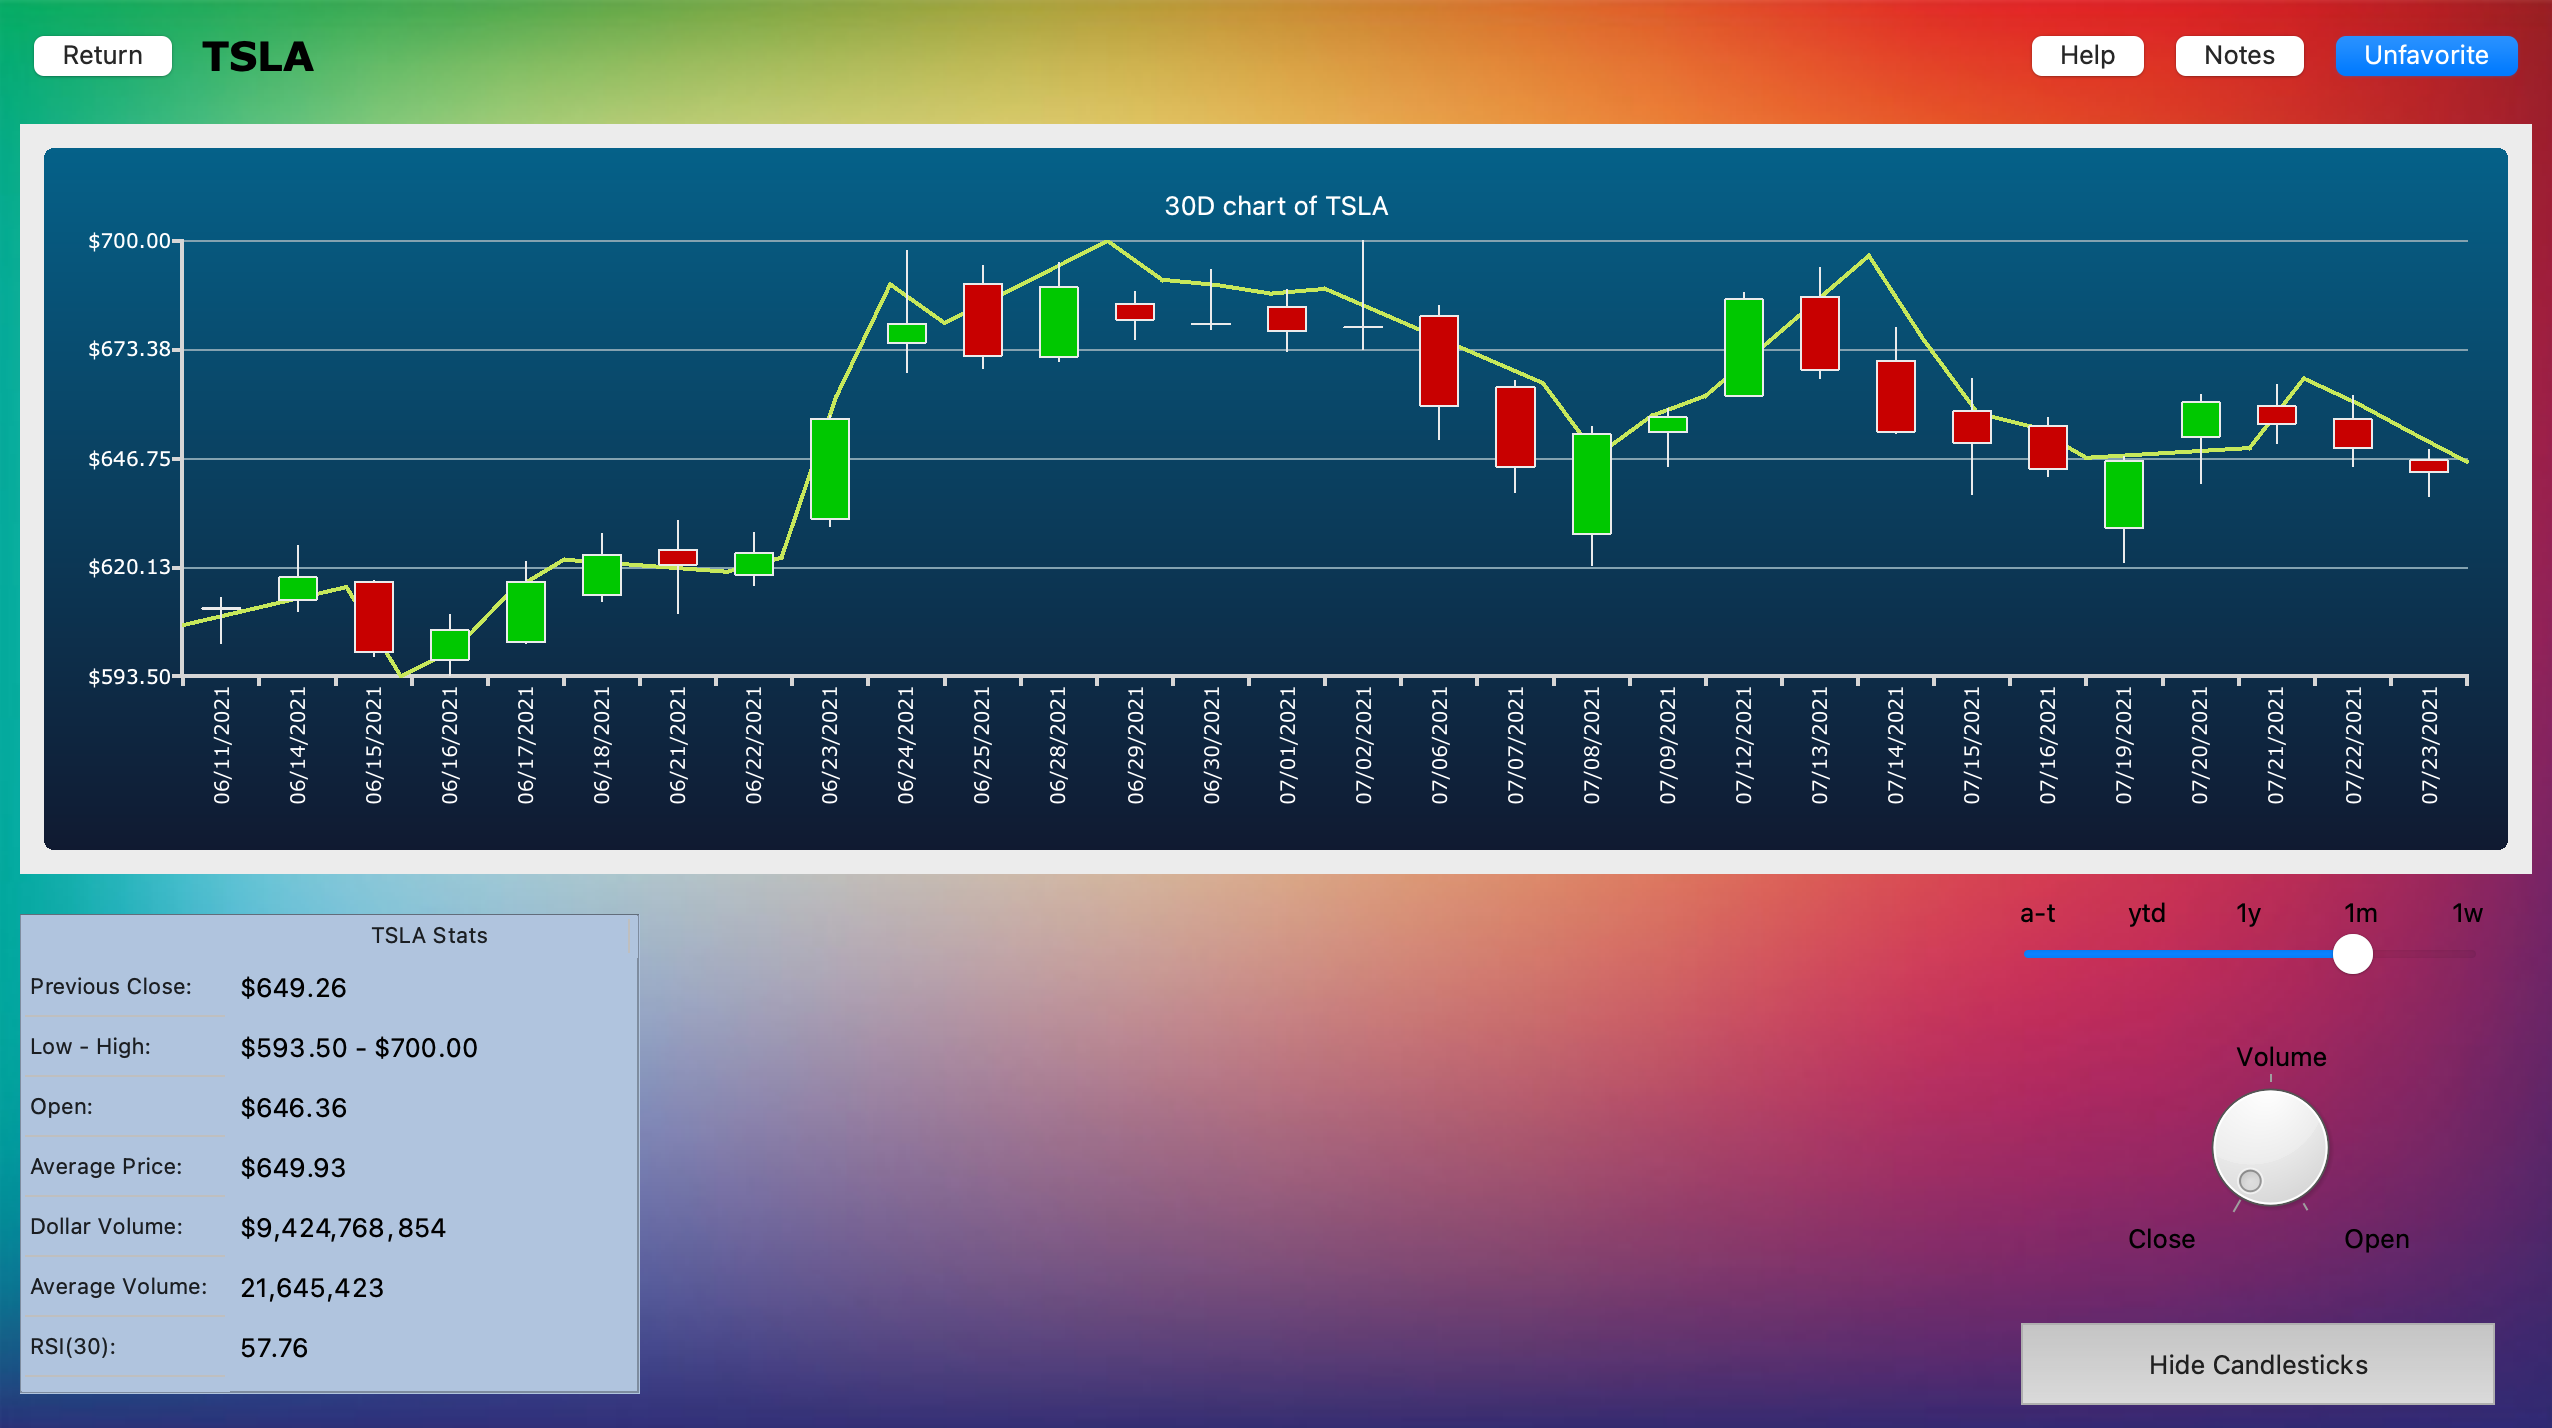 Return TSLA Help Notes Unfavorite
30D chart of TSLA
$700.00
$673.38
$646.75
$620.13
$593.50
06/11/2021
06/14/2021
06/15/2021
06/16/2021
06/17/2021
06/18/2021
06/21/2021
06/22/2021
06/23/2021
06/24/2021
06/25/2021
06/28/2021
06/29/2021
06/30/2021
07/01/2021
07/02/2021
07/06/2021
07/07/2021
07/08/2021
07/09/2021
07/12/2021
07/13/2021
07/14/2021
07/15/2021
07/16/2021
07/19/2021
07/20/2021
07/21/2021
07/22/2021
07/23/2021
TSLA Stats
Previous Close: $649.26
Low - High: $593.50 - $700.00
Open: $646.36
Average Price: $649.93
Dollar Volume: $9,424,768,854
Average Volume: 21,645,423
RSI(30): 57.76
a-t ytd 1y 1m 1w
Volume
Close Open
Hide Candlesticks